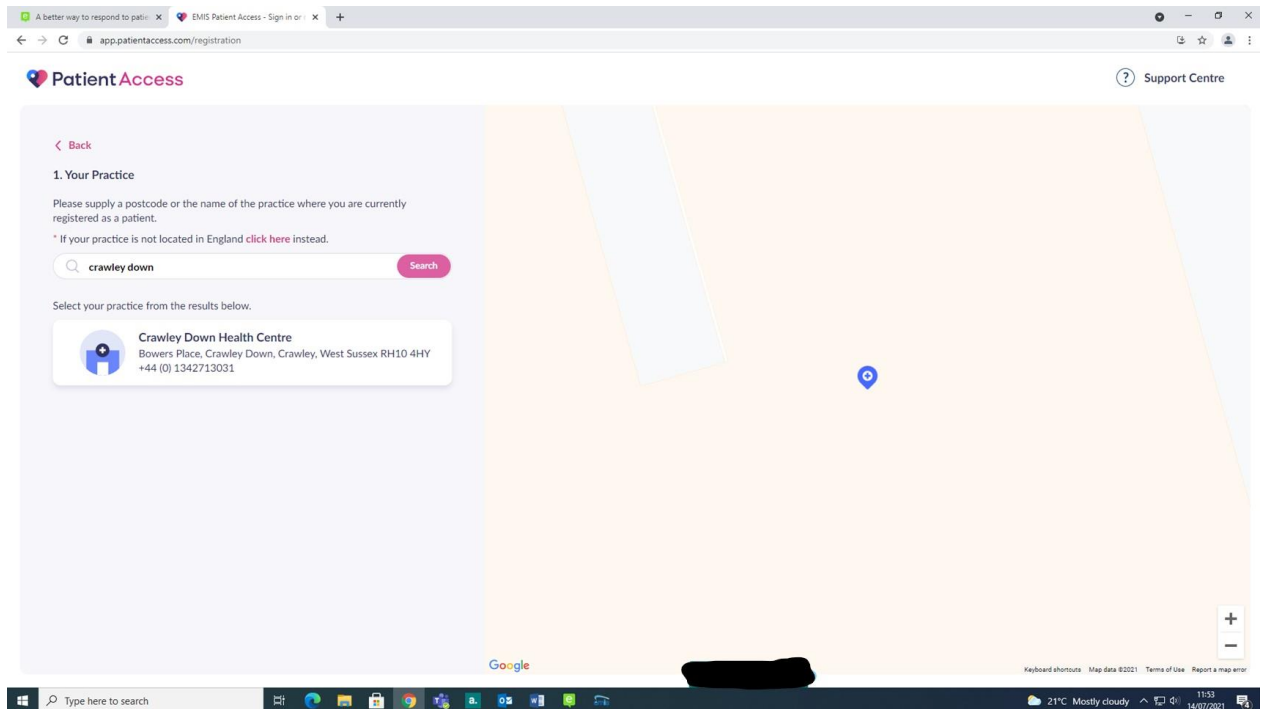 A better way to respond to patie
EMIS Patient Access - Sign in or
app.patientaccess.com/registration
Patient Access
? Support Centre
Back
1. Your Practice
Please supply a postcode or the name of the practice where you are currently
registered as a patient.
* If your practice is not located in England click here instead.
crawley down
Search
Select your practice from the results below.
Crawley Down Health Centre
Bowers Place, Crawley Down, Crawley, West Sussex RH10 4HY
+44 (0) 1342713031
Google
Keyboard shortcuts Map data ©2021 Terms of Use Report a map error
Type here to search
21°C Mostly cloudy
11:53
14/07/2021